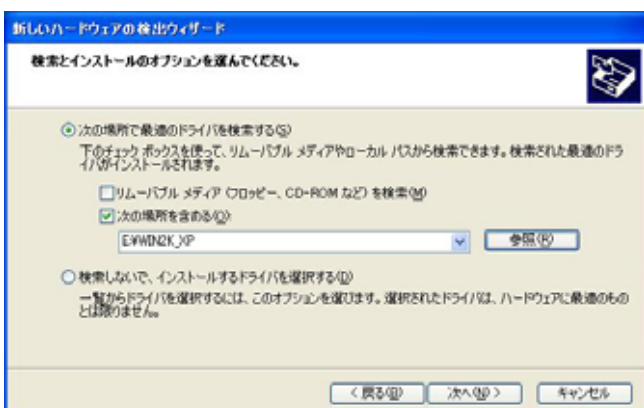 新しいハードウェアの検出ウィザード
検索とインストールのオプションを選んでください。
次の場所で最適のドライバを検索する(S)
下のチェック ボックスを使って、リムーバブル メディアやローカル パスから検索できます。検索された最適のドラ
イバがインストールされます。
リムーバブル メディア (フロッピー、CD-ROM など) を検索(M)
次の場所を含める(O)
E:¥WIN2K_XP
参照(R)
検索しないで、インストールするドライバを選択する(D)
一覧からドライバを選択するには、このオプションを選びます。選択されたドライバは、ハードウェアに最適のもの
とは限りません。
< 戻る(B)
次へ(N) >
キャンセル